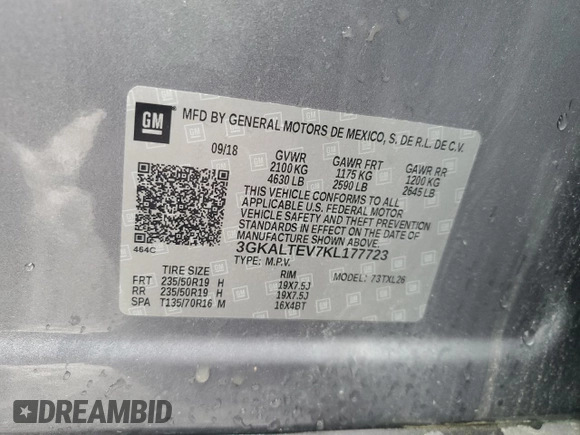 GM
MFD BY GENERAL MOTORS DE MEXICO, S. DE R.L. DE C.V.
09/18 GVWR GAWR FRT GAWR RR
2100 KG 1175 KG 1200 KG
4630 LB 2590 LB 2645 LB
THIS VEHICLE CONFORMS TO ALL
APPLICABLE U.S. FEDERAL MOTOR
VEHICLE SAFETY AND THEFT PREVENTION
STANDARDS IN EFFECT ON THE DATE OF
MANUFACTURE SHOWN ABOVE.
464C 3GKALTEV7KL177723
TYPE: M.P.V. MODEL: 73TXL26
TIRE SIZE RIM
FRT 235/50R19 H 19X7.5J
RR 235/50R19 H 19X7.5J
SPA T135/70R16 M 16X4BT
DREAMBID